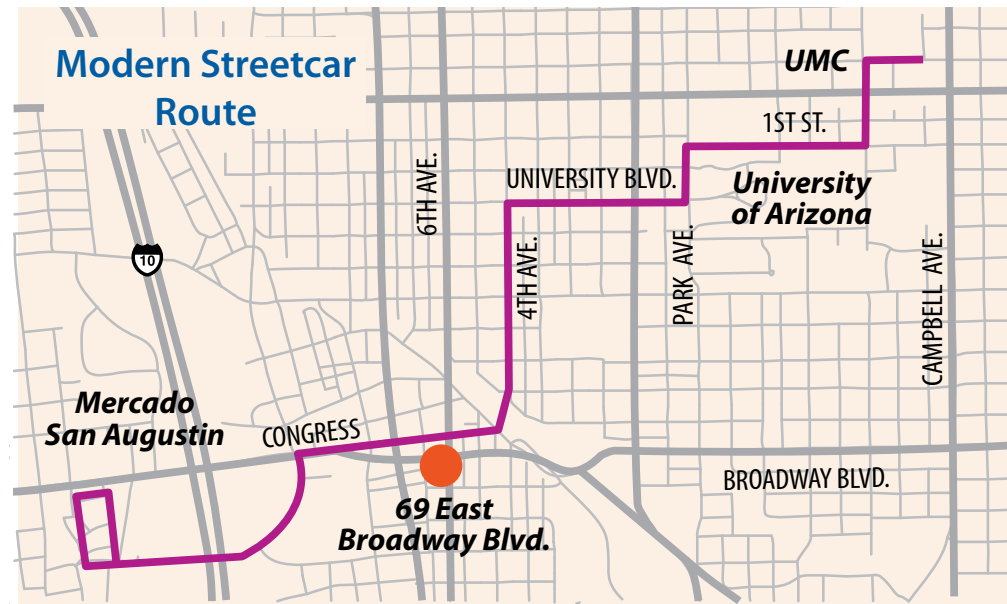 Modern Streetcar
Route
UMC
1ST ST.
6TH AVE.
UNIVERSITY BLVD.
University
of Arizona
10
4TH AVE.
PARK AVE.
CAMPBELL AVE.
Mercado
San Augustin
CONGRESS
BROADWAY BLVD.
69 East
Broadway Blvd.